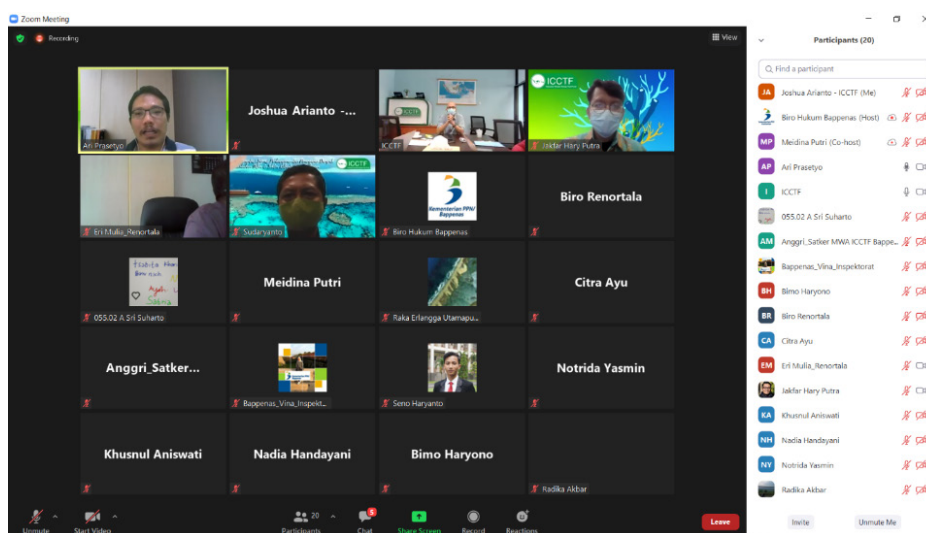 Zoom Meeting
Recording
View
Ari Prasetyo
Joshua Arianto -...
ICCTF
ICCTF
ICCTF
Jakfar Hary Putra
Eri Mulia_Renortala
ICCTF
Sudaryanto
Kementerian PPN/
Bappenas
Biro Hukum Bappenas
Biro Renortala
055.02 A Sri Suharto
Meidina Putri
Raka Erlangga Utamapu...
Citra Ayu
Anggri_Satker...
Bappenas_Vina_Inspekt...
Seno Haryanto
Notrida Yasmin
Khusnul Aniswati
Nadia Handayani
Bimo Haryono
Radika Akbar
Unmute
Start Video
20
Participants
5
Chat
Share Screen
Record
Reactions
Leave
Participants (20)
Find a participant
JA Joshua Arianto - ICCTF (Me)
Biro Hukum Bappenas (Host)
MP Meidina Putri (Co-host)
AP Ari Prasetyo
I ICCTF
055.02 A Sri Suharto
AM Anggri_Satker MWA ICCTF Bappe...
Bappenas_Vina_Inspektorat
BH Bimo Haryono
BR Biro Renortala
CA Citra Ayu
EM Eri Mulia_Renortala
Jakfar Hary Putra
KA Khusnul Aniswati
NH Nadia Handayani
NY Notrida Yasmin
Radika Akbar
Invite
Unmute Me